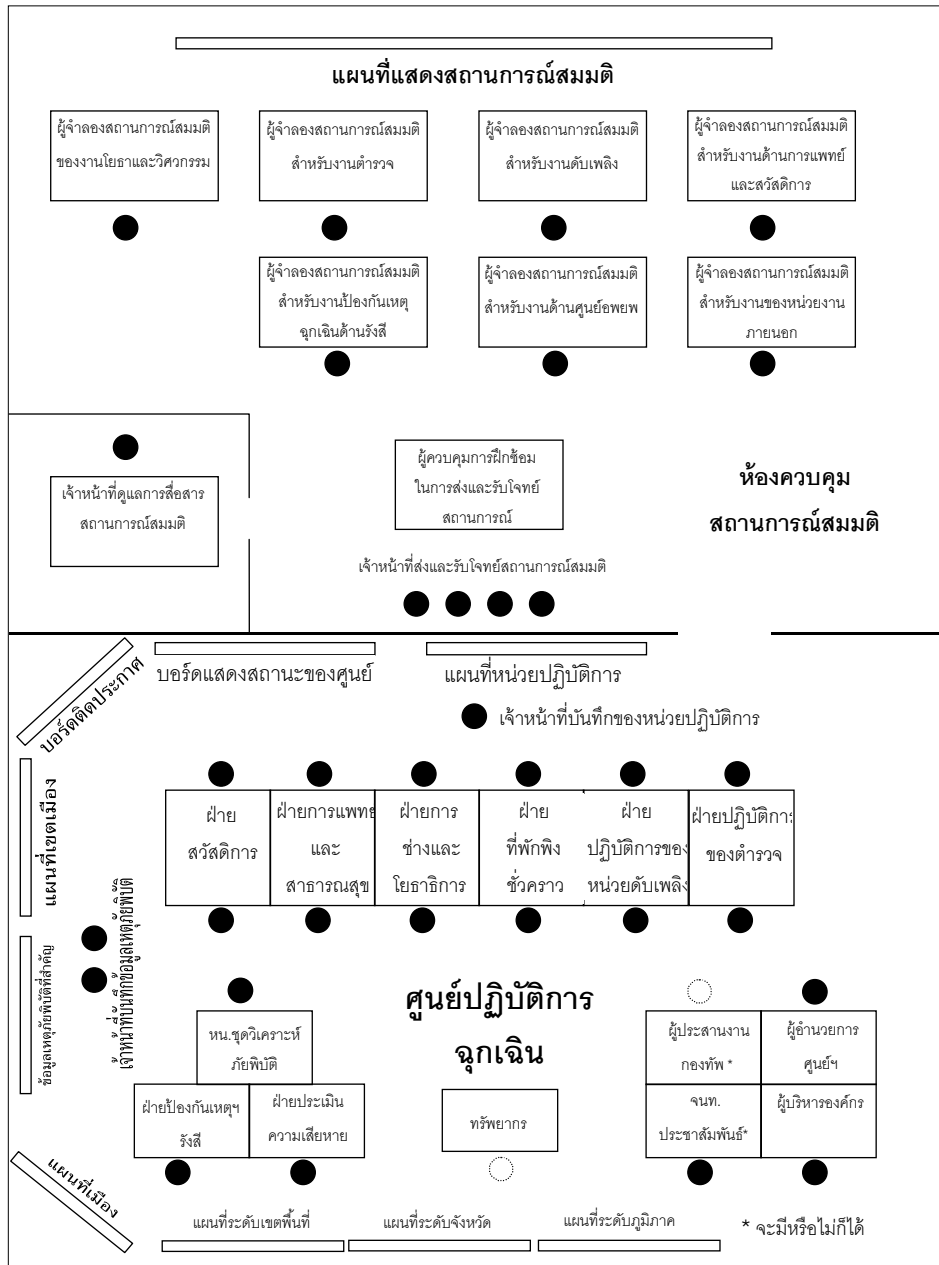 แผนที่แสดงสถานการณ์สมมติ
ผู้จำลองสถานการณ์สมมติ
ของงานโยธาและวิศวกรรม
ผู้จำลองสถานการณ์สมมติ
สำหรับงานตำรวจ
ผู้จำลองสถานการณ์สมมติ
สำหรับงานดับเพลิง
ผู้จำลองสถานการณ์สมมติ
สำหรับงานด้านการแพทย์
และสวัสดิการ
ผู้จำลองสถานการณ์สมมติ
สำหรับงานป้องกันเหตุ
ฉุกเฉินด้านรังสี
ผู้จำลองสถานการณ์สมมติ
สำหรับงานด้านศูนย์อพยพ
ผู้จำลองสถานการณ์สมมติ
สำหรับงานของหน่วยงาน
ภายนอก
เจ้าหน้าที่ดูแลการสื่อสาร
สถานการณ์สมมติ
ผู้ควบคุมการฝึกซ้อม
ในการส่งและรับโจทย์
สถานการณ์
ห้องควบคุม
สถานการณ์สมมติ
เจ้าหน้าที่ส่งและรับโจทย์สถานการณ์สมมติ
บอร์ดติดประกาศ
บอร์ดแสดงสถานะของศูนย์
แผนที่หน่วยปฏิบัติการ
เจ้าหน้าที่บันทึกของหน่วยปฏิบัติการ
แผนที่เขตเมือง
ฝ่าย
สวัสดิการ
ฝ่ายการแพทย์
และ
สาธารณสุข
ฝ่ายการ
ช่างและ
โยธาธิการ
ฝ่าย
ที่พักพิง
ชั่วคราว
ฝ่าย
ปฏิบัติการของ
หน่วยดับเพลิง
ฝ่ายปฏิบัติการ
ของตำรวจ
ข้อมูลเหตุภัยพิบัติที่สำคัญ
เจ้าหน้าที่บันทึกข้อมูลเหตุภัยพิบัติ
ศูนย์ปฏิบัติการ
ฉุกเฉิน
หน.ชุดวิเคราะห์
ภัยพิบัติ
ฝ่ายป้องกันเหตุฯ
รังสี
ฝ่ายประเมิน
ความเสียหาย
ทรัพยากร
ผู้ประสานงาน
กองทัพ *
ผู้อำนวยการ
ศูนย์ฯ
จนท.
ประชาสัมพันธ์*
ผู้บริหารองค์กร
แผนที่เมือง
แผนที่ระดับเขตพื้นที่
แผนที่ระดับจังหวัด
แผนที่ระดับภูมิภาค
* จะมีหรือไม่ก็ได้